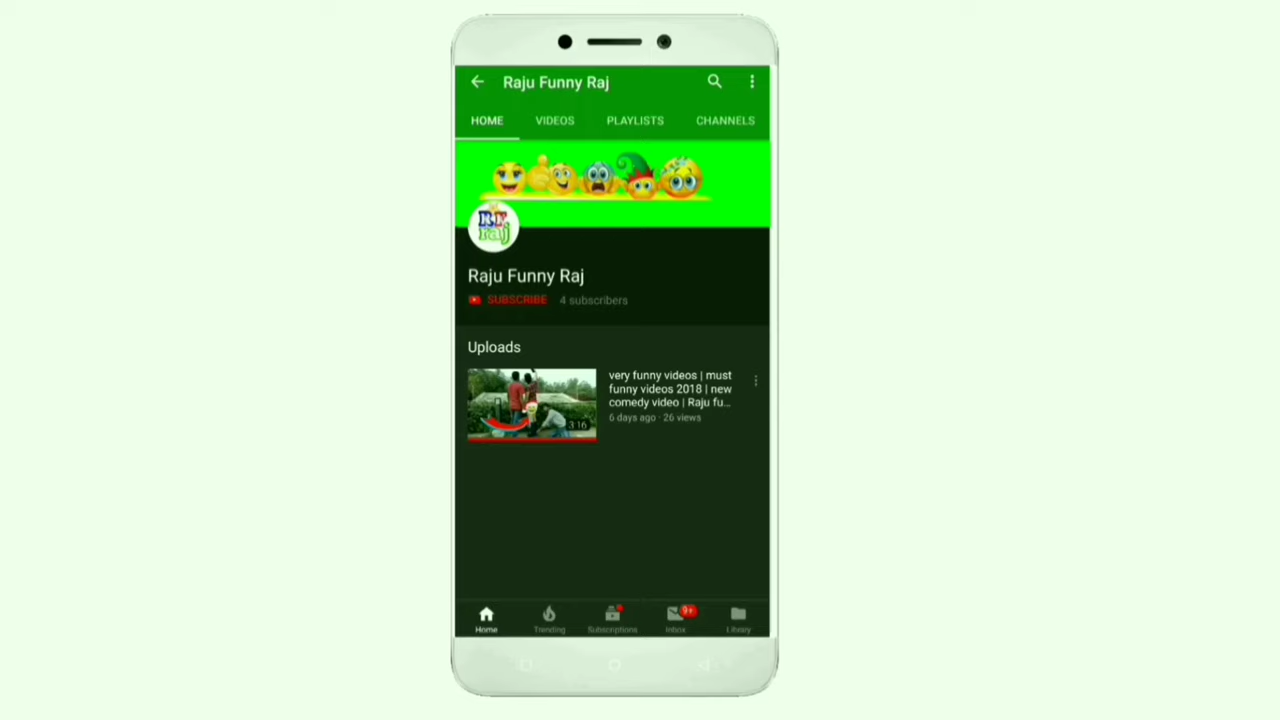 Raju Funny Raj
HOME VIDEOS PLAYLISTS CHANNELS
raj
Raju Funny Raj
SUBSCRIBE 4 subscribers
Uploads
very funny videos | must
funny videos 2018 | new
comedy video | Raju fu...
6 days ago · 26 views
3:16
Home Trending Subscriptions Inbox Library
9+